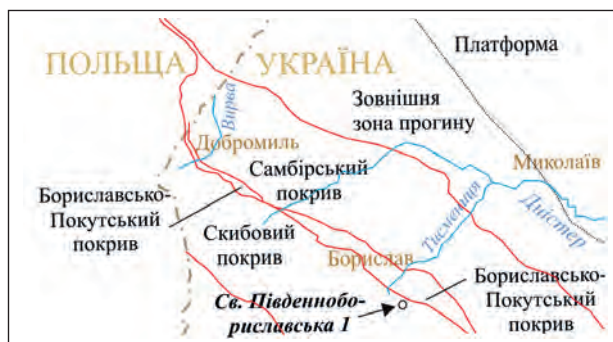 Платформа
ПОЛЬЩА
УКРАЇНА
Зовнішня
зона прогину
Вирва
Добромиль
Миколаїв
Самбірський
покрив
Бориславсько-
Покутський
покрив
Тисмениця
Дністер
Скибовий
покрив
Борислав
Бориславсько-
Покутський
покрив
Св. Південнобо-
риславська 1